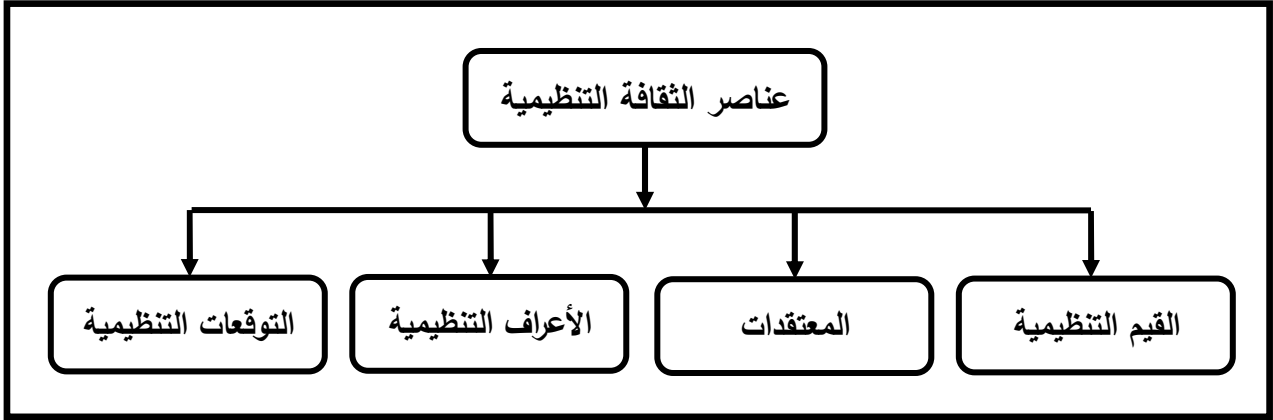 عناصر الثقافة التنظيمية
القيم التنظيمية
المعتقدات
الأعراف التنظيمية
التوقعات التنظيمية